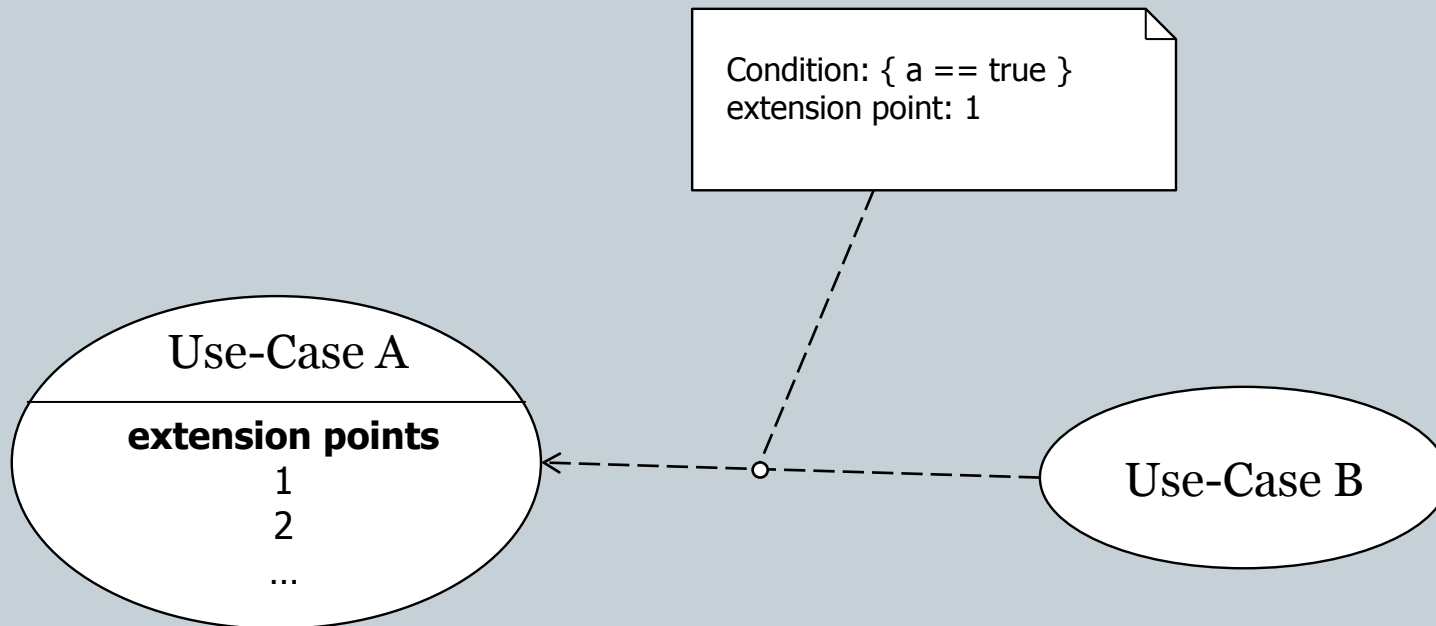 Condition: { a == true }
extension point: 1
Use-Case A
extension points
1
2
...
Use-Case B